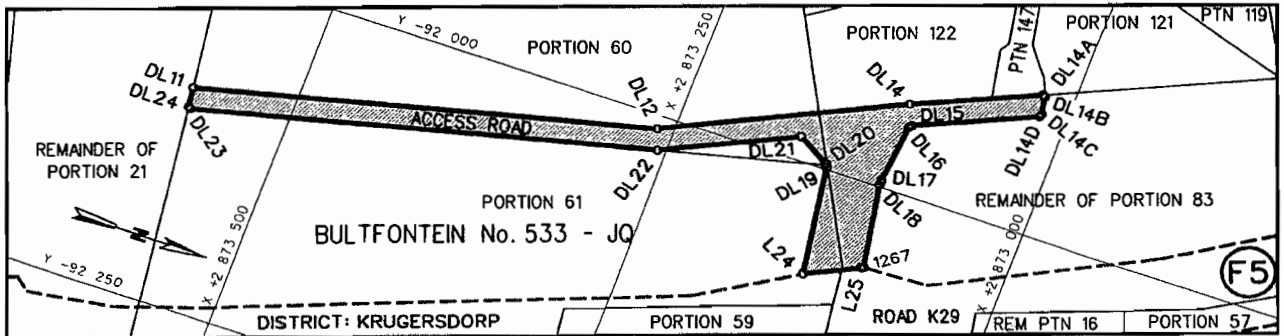 Y -92 000
PORTION 60
X +2 873 250
PORTION 122
PTN 147
PORTION 121
PTN 119
DL11
DL24
DL23
DL12
DL14
DL14A
DL14B
DL14C
DL14D
ACCESS ROAD
DL15
DL16
DL20
DL21
DL22
DL19
DL17
DL18
REMAINDER OF
PORTION 21
X +2 873 500
PORTION 61
BULTFONTEIN No. 533 - JQ
REMAINDER OF PORTION 83
N
Y -92 250
L24
1267
L25
X +2 873 000
F5
DISTRICT: KRUGERSDORP
PORTION 59
ROAD K29
REM PTN 16
PORTION 57